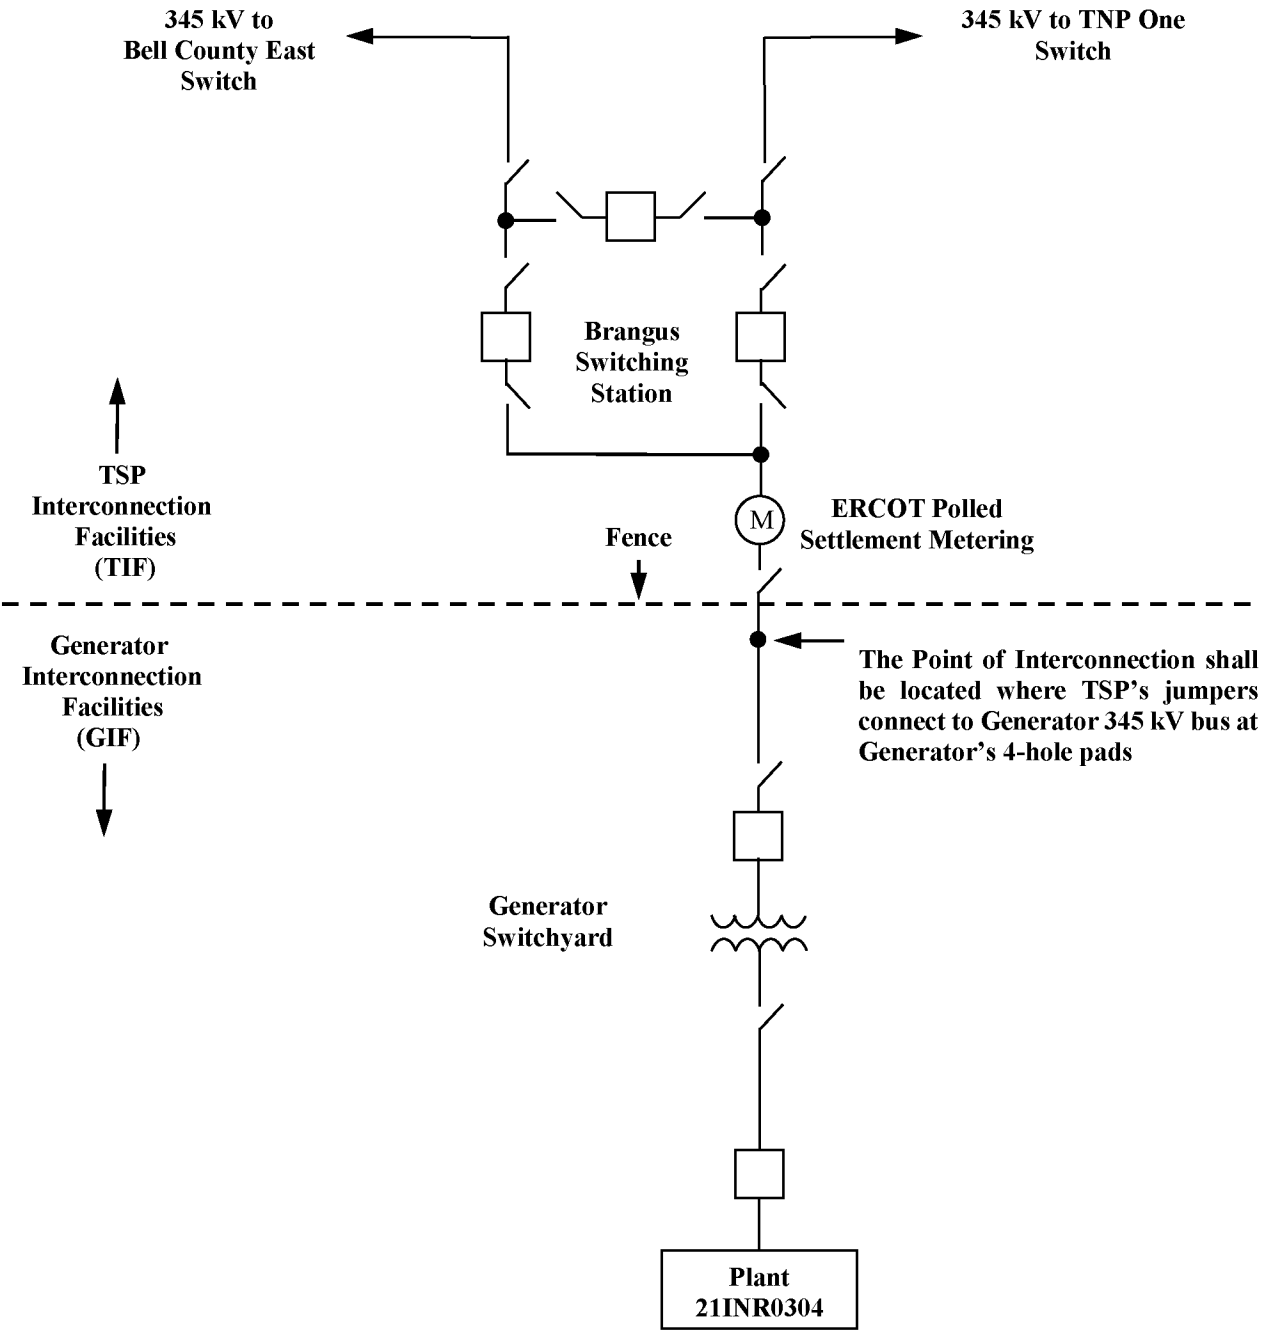 345 kV to
Bell County East
Switch
345 kV to TNP One
Switch
Brangus
Switching
Station
TSP
Interconnection
Facilities
(TIF)
Fence
M
ERCOT Polled
Settlement Metering
Generator
Interconnection
Facilities
(GIF)
The Point of Interconnection shall
be located where TSP’s jumpers
connect to Generator 345 kV bus at
Generator’s 4-hole pads
Generator
Switchyard
Plant
21INR0304